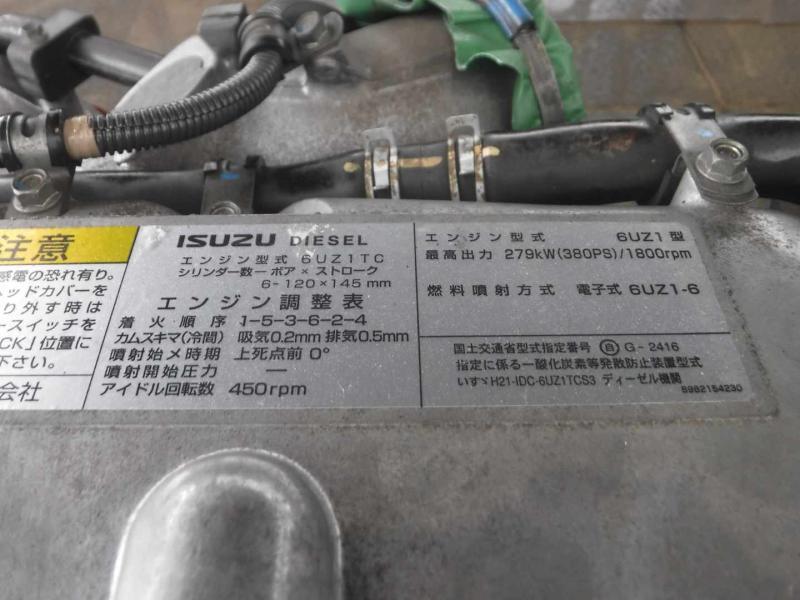 注意
感電の恐れ有り。
ッドカバーを
り外す時は
ースイッチを
CK」位置に
下さい。
会社
ISUZU DIESEL
エンジン型式 6UZ1TC
シリンダー数ー ボア × ストローク
6-120×145mm
エンジン調整表
着火順序 1-5-3-6-2-4
カムスキマ(冷間) 吸気0.2mm 排気0.5mm
噴射始メ時期 上死点前 0°
噴射開始圧力 ―
アイドル回転数 450rpm
エンジン型式 6UZ1型
最高出力 279kW(380PS)/1800rpm
燃料噴射方式 電子式 6UZ1-6
国土交通省型式指定番号 自 G-2416
指定に係る一酸化炭素等発散防止装置型式
いすゞH21-IDC-6UZ1TCS3 ディーゼル機関
8982154230